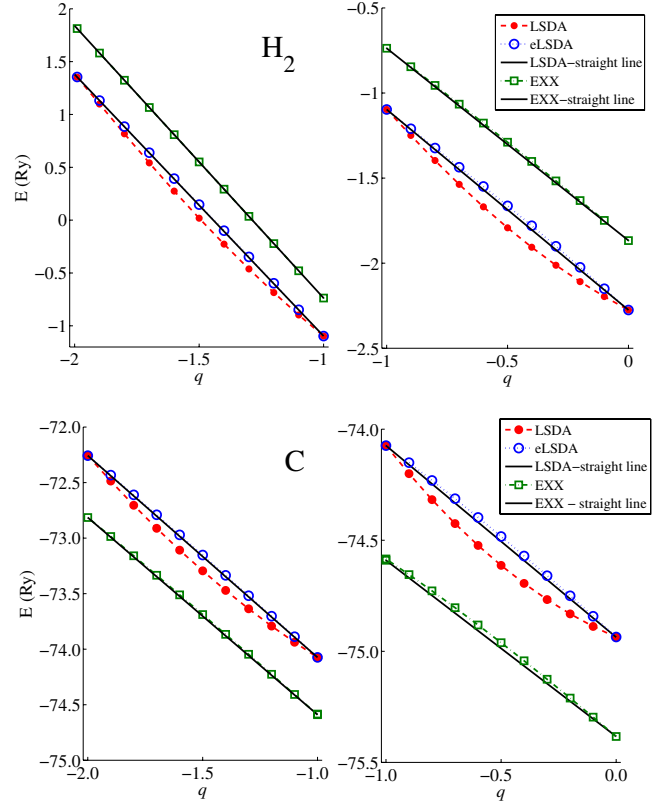 2
1.5
1
0.5
0
−0.5
−1
E (Ry)
−2
−1.5
−1
q
H2
−0.5
−1
−1.5
−2
−2.5
−1
−0.5
0
q
LSDA
eLSDA
LSDA−straight line
EXX
EXX−straight line
−72.0
−72.5
−73.0
−73.5
−74.0
−74.5
−75.0
E (Ry)
−2.0
−1.5
−1.0
q
C
−74.0
−74.5
−75.0
−75.5
−1.0
−0.5
0.0
q
LSDA
eLSDA
LSDA−straight line
EXX
EXX − straight line